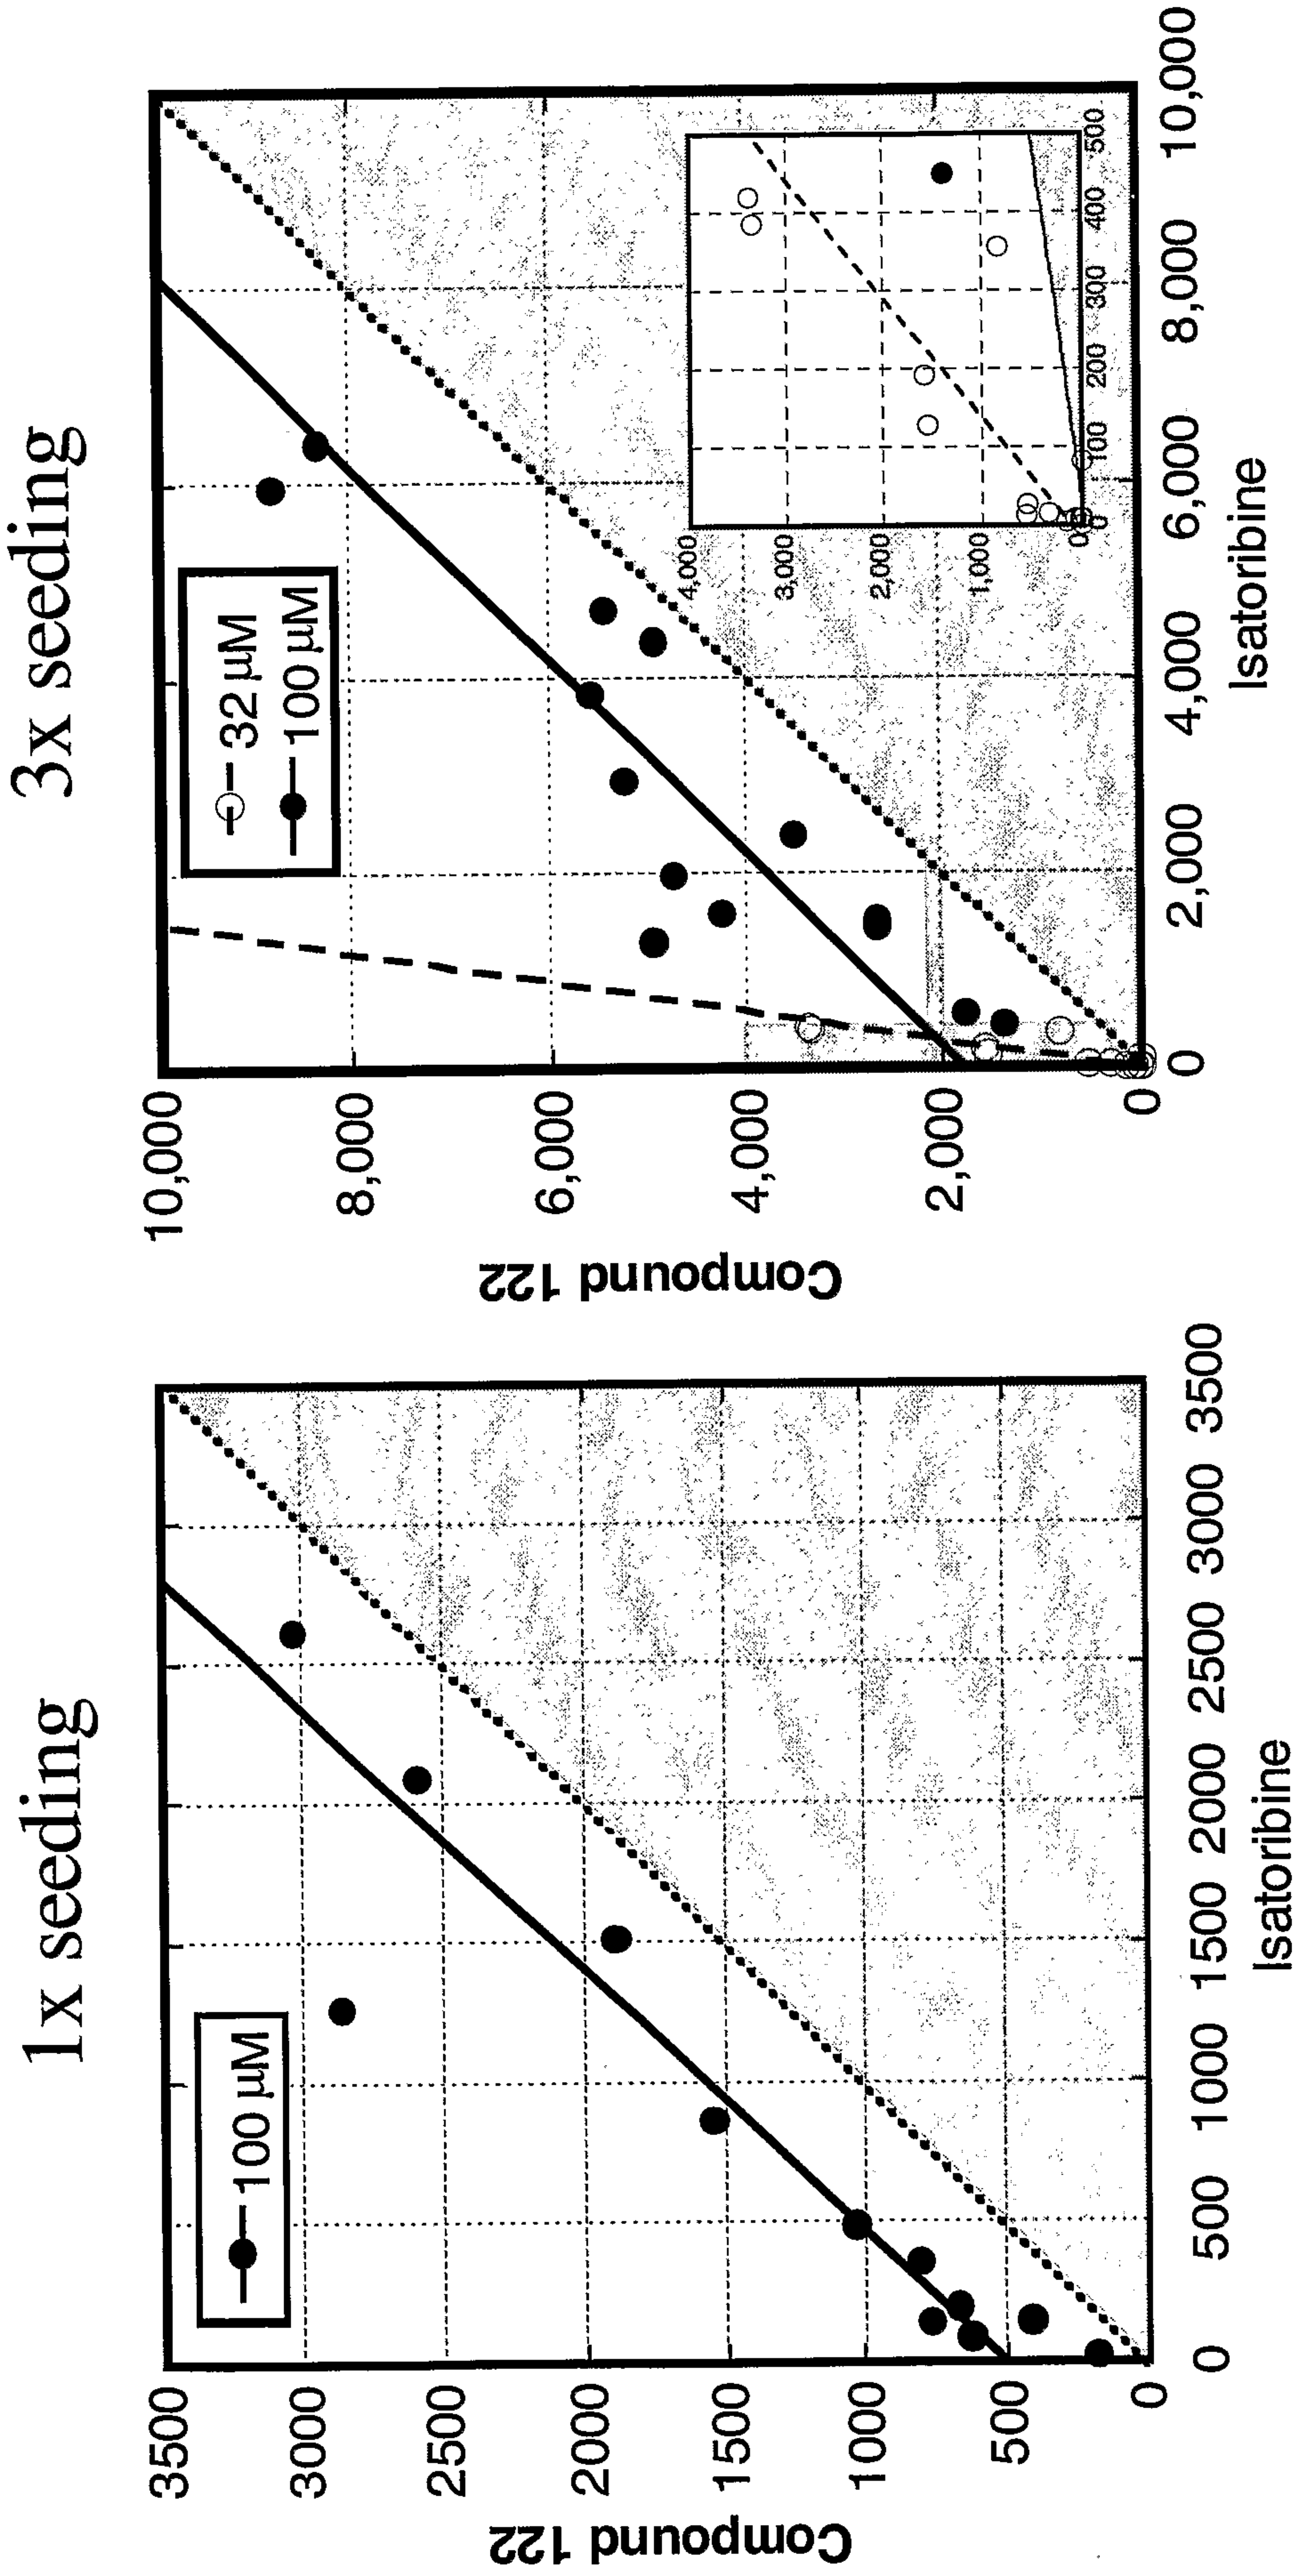 1x seeding
100 µM
3500
3000
2500
2000
1500
1000
500
0
Compound 122
0 500 1000 1500 2000 2500 3000 3500
Isatoribine
3x seeding
32 µM
100 µM
10,000
8,000
6,000
4,000
2,000
0
Compound 122
4,000
3,000
2,000
1,000
0
0 100 200 300 400 500
0 2,000 4,000 6,000 8,000 10,000
Isatoribine